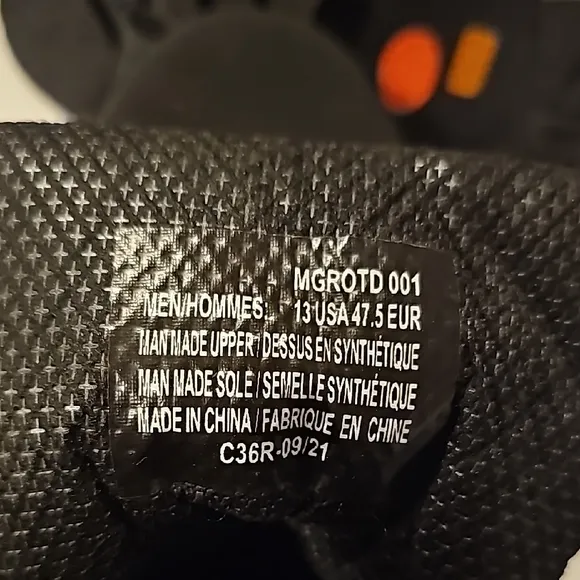 MGROTD 001
MEN/HOMMES: 13 USA 47.5 EUR
MAN MADE UPPER / DESSUS EN SYNTHÉTIQUE
MAN MADE SOLE / SEMELLE SYNTHÉTIQUE
MADE IN CHINA / FABRIQUE EN CHINE
C36R-09/21